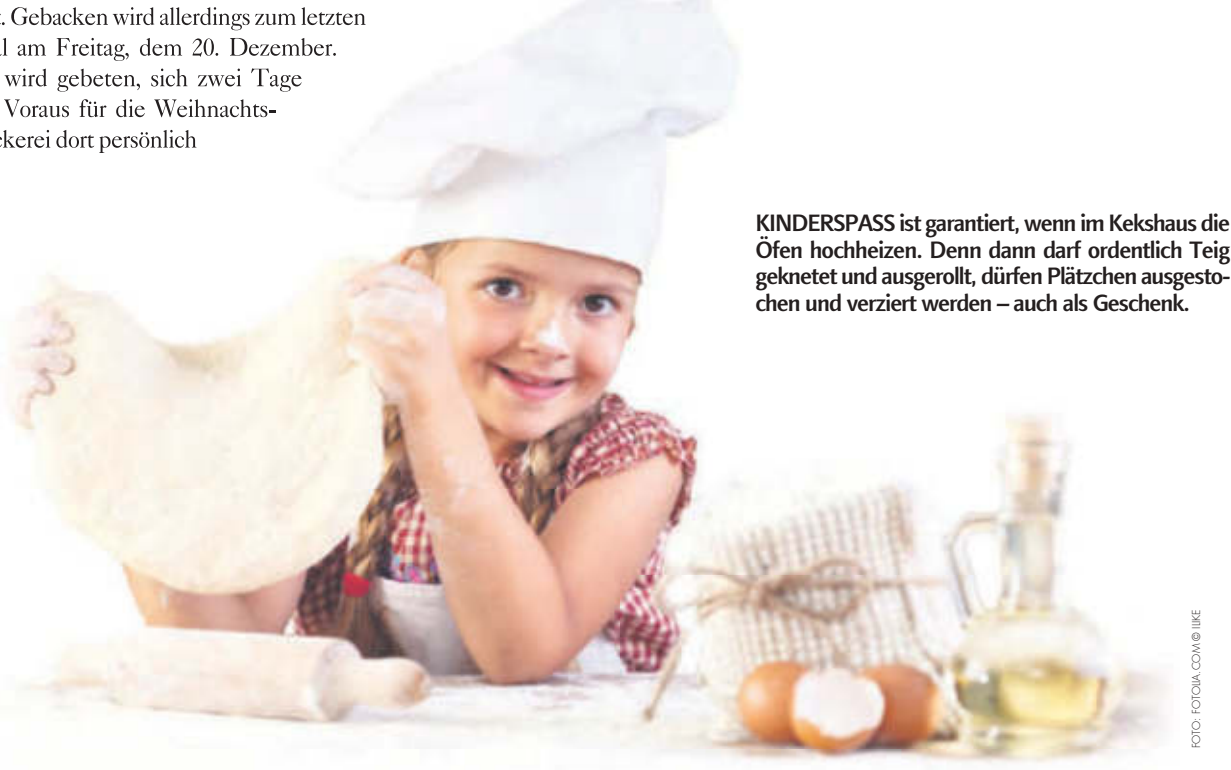 t. Gebacken wird allerdings zum letzten
l am Freitag, dem 20. Dezember.
wird gebeten, sich zwei Tage
Voraus für die Weihnachts-
ckerei dort persönlich
KINDERSPASS ist garantiert, wenn im Kekshaus die
Öfen hochheizen. Denn dann darf ordentlich Teig
geknetet und ausgerollt, dürfen Plätzchen ausgesto-
chen und verziert werden – auch als Geschenk.
FOTO: FOTOLIA.COM © ILIKE